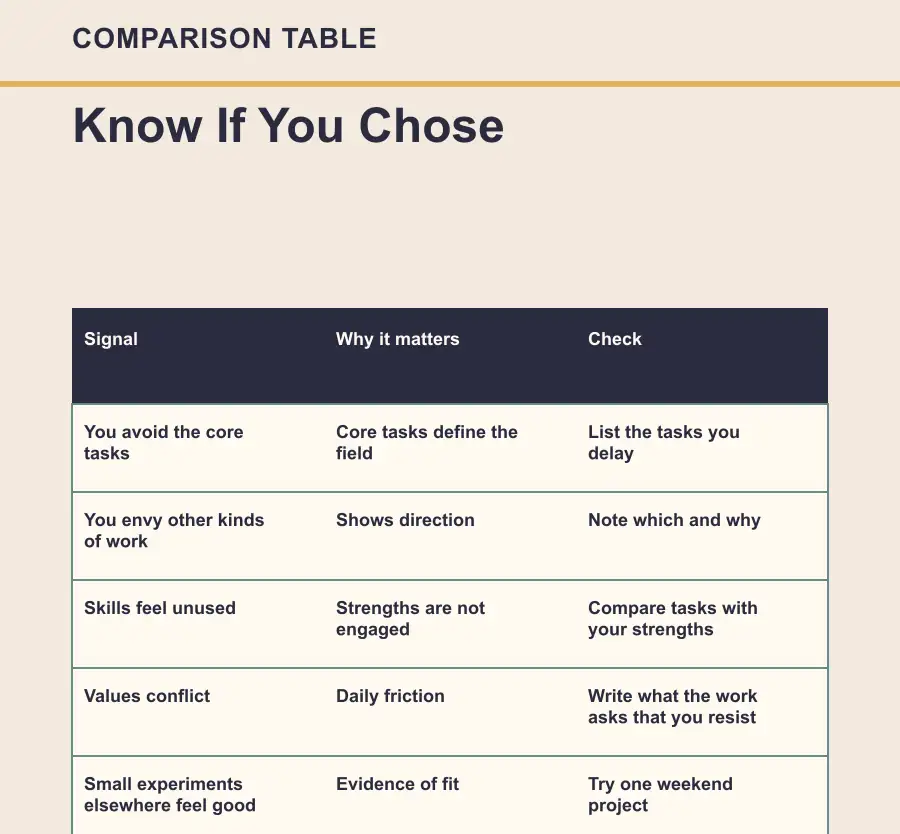 COMPARISON TABLE
Know If You Chose
Signal Why it matters Check
You avoid the core Core tasks define the List the tasks you
tasks field delay
You envy other kinds Shows direction Note which and why
of work
Skills feel unused Strengths are not Compare tasks with
engaged your strengths
Values conflict Daily friction Write what the work
asks that you resist
Small experiments Evidence of fit Try one weekend
elsewhere feel good project